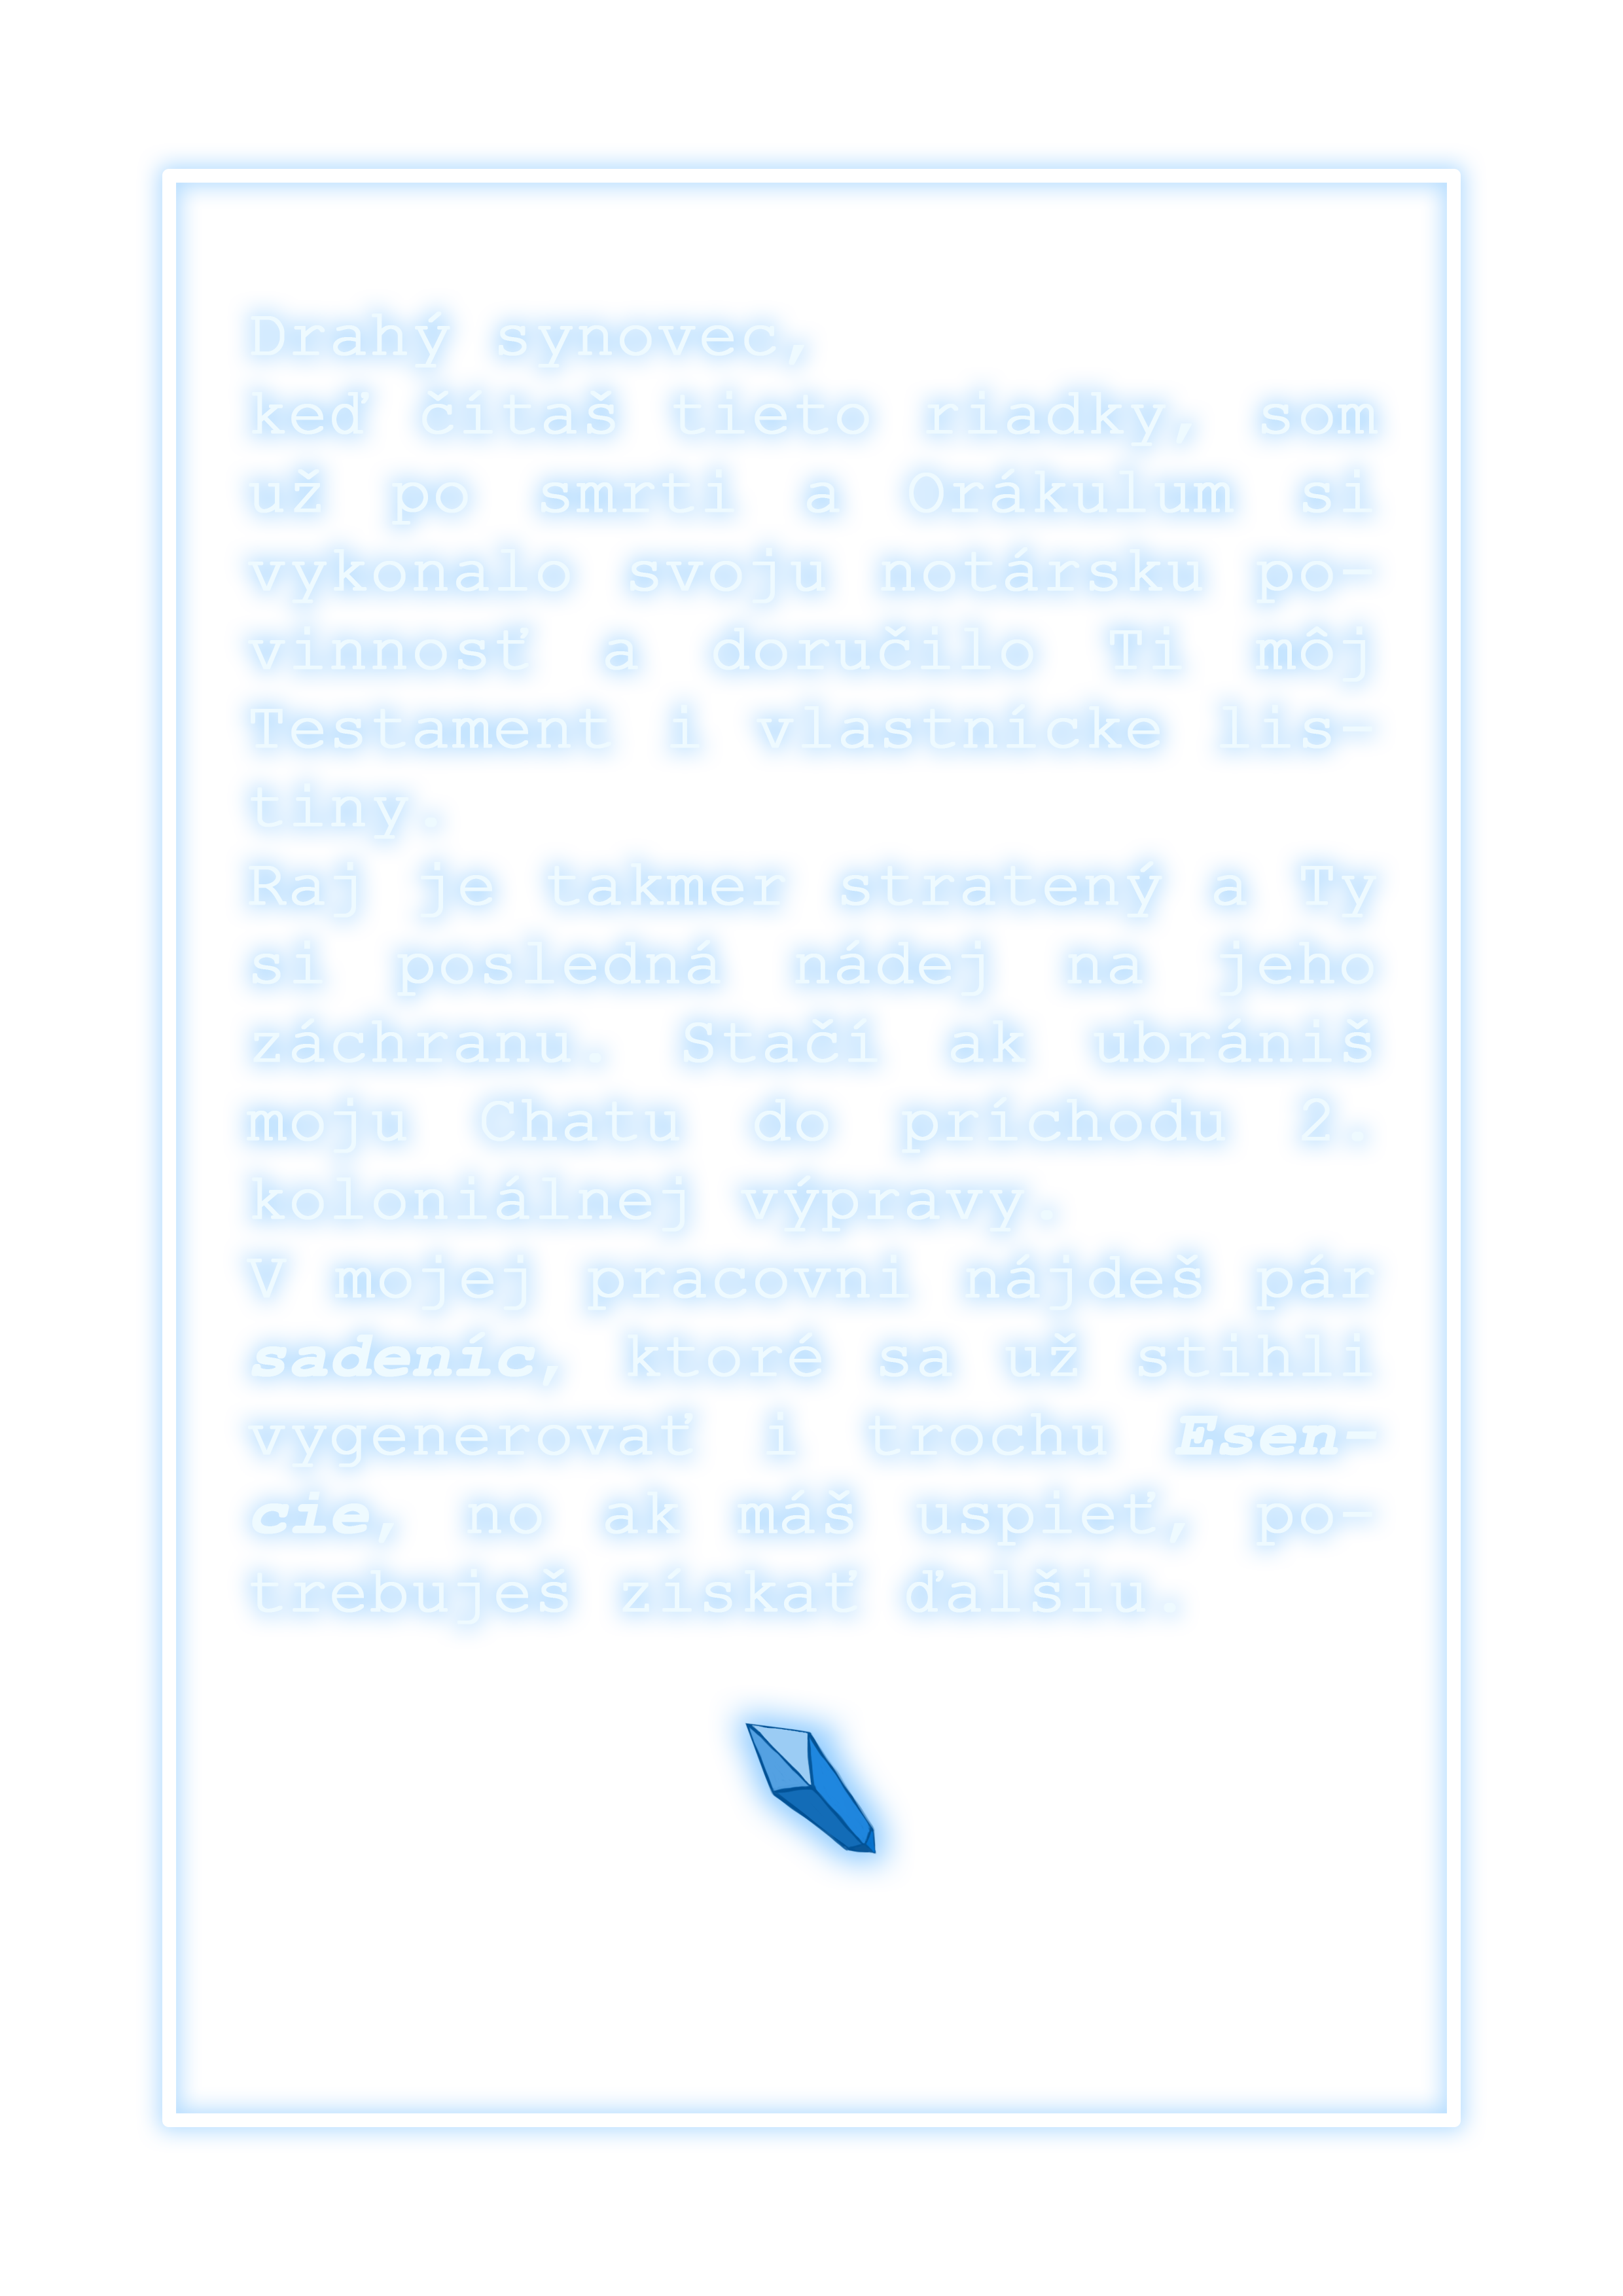 Drahý synovec,
keď čítaš tieto riadky, som
už po smrti a Orákulum si
vykonalo svoju notársku po-
vinnosť a doručilo Ti môj
Testament i vlastnícke lis-
tiny.
Raj je takmer stratený a Ty
si posledná nádej na jeho
záchranu. Stačí ak ubrániš
moju Chatu do príchodu 2.
koloniálnej výpravy.
V mojej pracovni nájdeš pár
sadeníc, ktoré sa už stihli
vygenerovať i trochu Esen-
cie, no ak máš uspieť, po-
trebuješ získať ďalšiu.